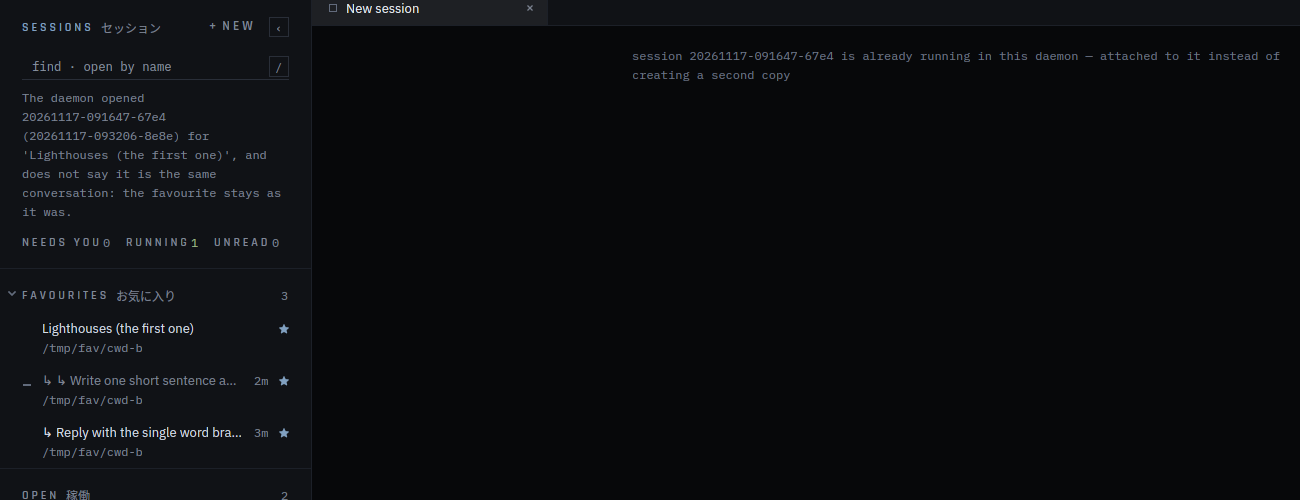 SESSIONS セッション + NEW ‹
find · open by name /
The daemon opened
20261117-091647-67e4
(20261117-093206-8e8e) for
'Lighthouses (the first one)', and
does not say it is the same
conversation: the favourite stays as
it was.
NEEDS YOU 0 RUNNING 1 UNREAD 0
FAVOURITES お気に入り 3
Lighthouses (the first one)
/tmp/fav/cwd-b
↳ ↳ Write one short sentence a... 2m
/tmp/fav/cwd-b
↳ Reply with the single word bra... 3m
/tmp/fav/cwd-b
OPEN 稼働 2
New session ×
session 20261117-091647-67e4 is already running in this daemon — attached to it instead of
creating a second copy